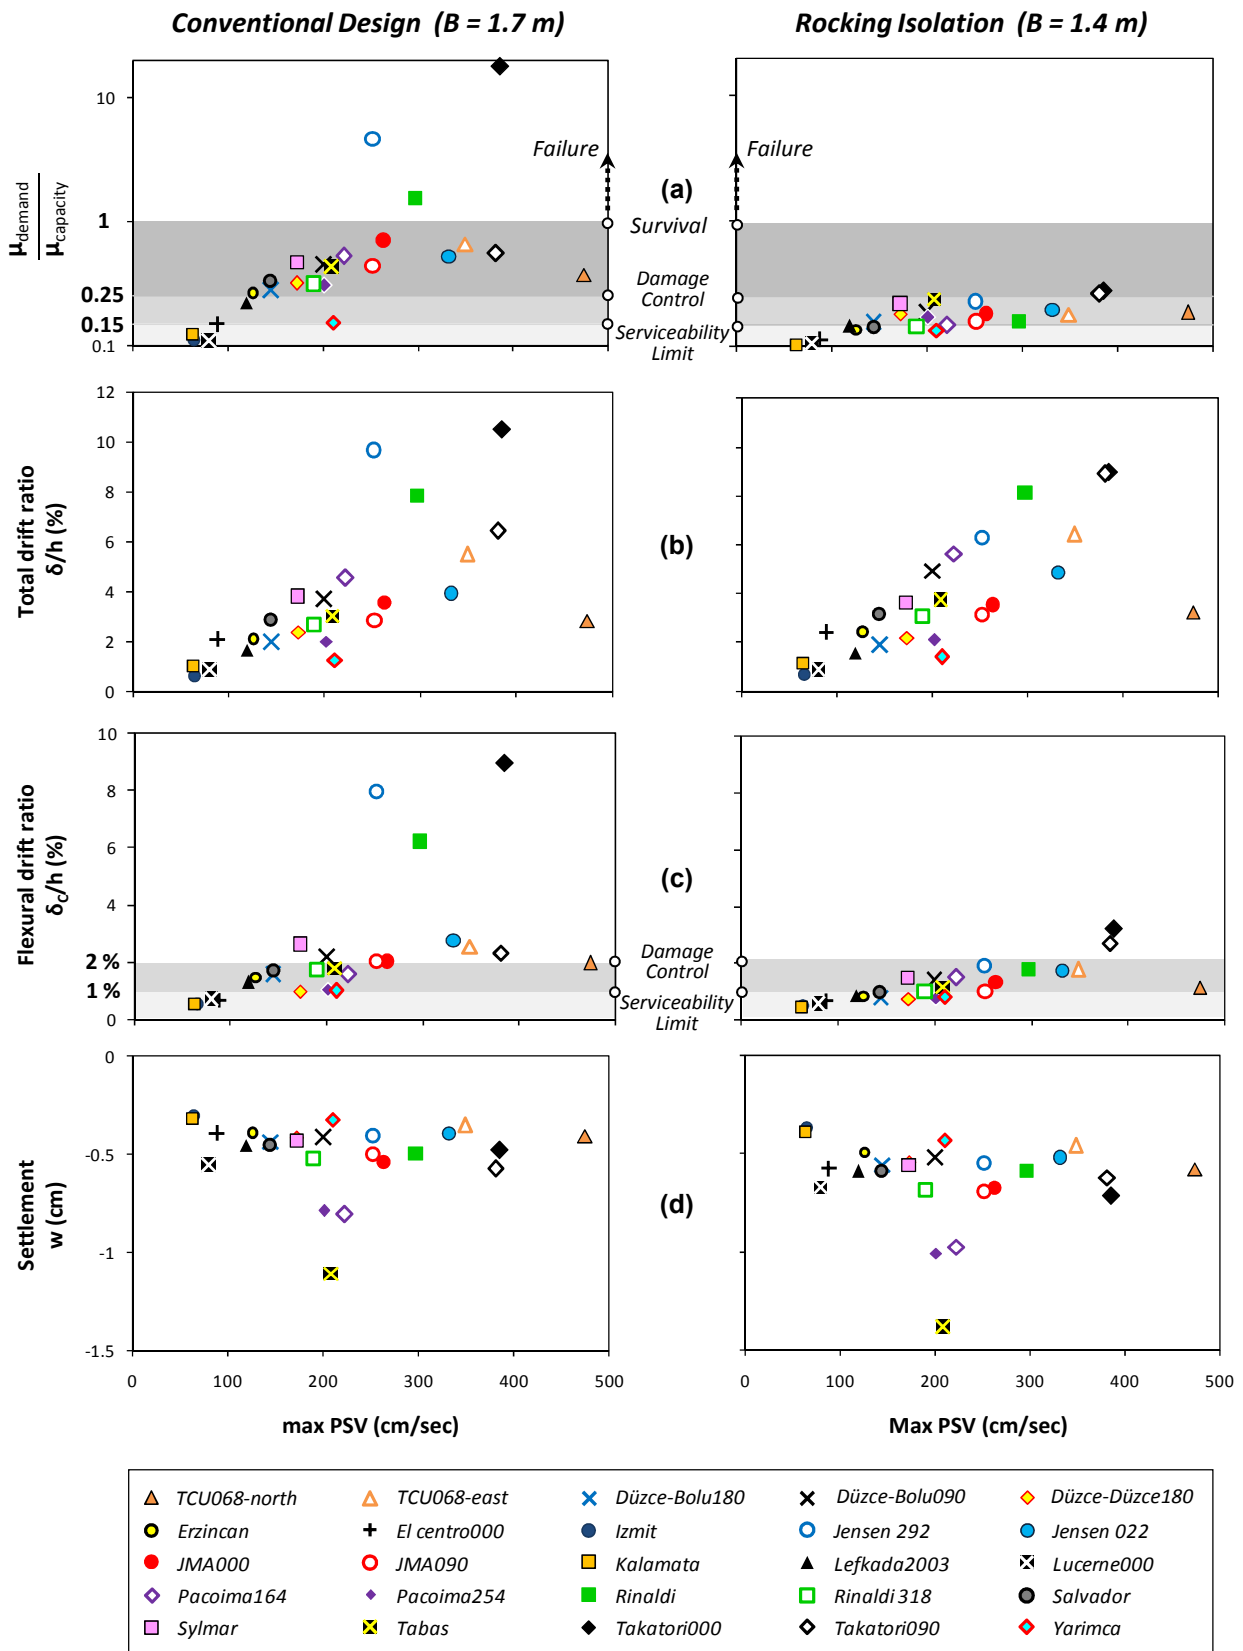 Conventional Design (B = 1.7 m)
Rocking Isolation (B = 1.4 m)
μdemand
μcapacity
10
1
0.25
0.15
0.1
Failure
Failure
(a)
Survival
Damage
Control
Serviceability
Limit
Total drift ratio
δ/h (%)
12
10
8
6
4
2
0
(b)
Flexural drift ratio
δC/h (%)
10
8
6
4
2 %
1 %
0
(c)
Damage
Control
Serviceability
Limit
Settlement
w (cm)
0
-0.5
-1
-1.5
(d)
0 100 200 300 400 500
0 100 200 300 400 500
max PSV (cm/sec)
Max PSV (cm/sec)
TCU068-north TCU068-east Düzce-Bolu180 Düzce-Bolu090 Düzce-Düzce180
Erzincan El centro000 Izmit Jensen 292 Jensen 022
JMA000 JMA090 Kalamata Lefkada2003 Lucerne000
Pacoima164 Pacoima254 Rinaldi Rinaldi 318 Salvador
Sylmar Tabas Takatori000 Takatori090 Yarimca